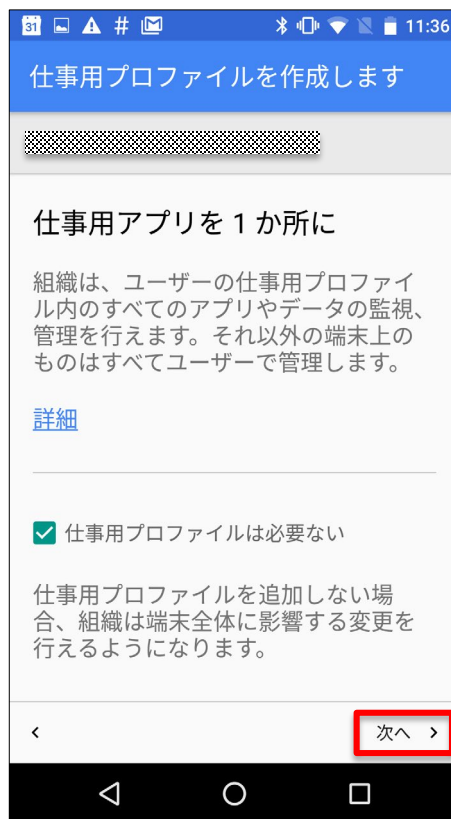 31 # 11:36
仕事用プロファイルを作成します
仕事用アプリを 1 か所に
組織は、ユーザーの仕事用プロファイ
ル内のすべてのアプリやデータの監視、
管理を行えます。それ以外の端末上の
ものはすべてユーザーで管理します。
詳細
仕事用プロファイルは必要ない
仕事用プロファイルを追加しない場
合、組織は端末全体に影響する変更を
行えるようになります。
次へ